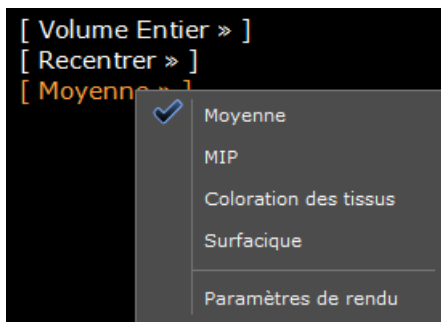 [ Volume Entier » ]
[ Recentrer » ]
[ Moyenne » ]
Moyenne
MIP
Coloration des tissus
Surfacique
Paramètres de rendu